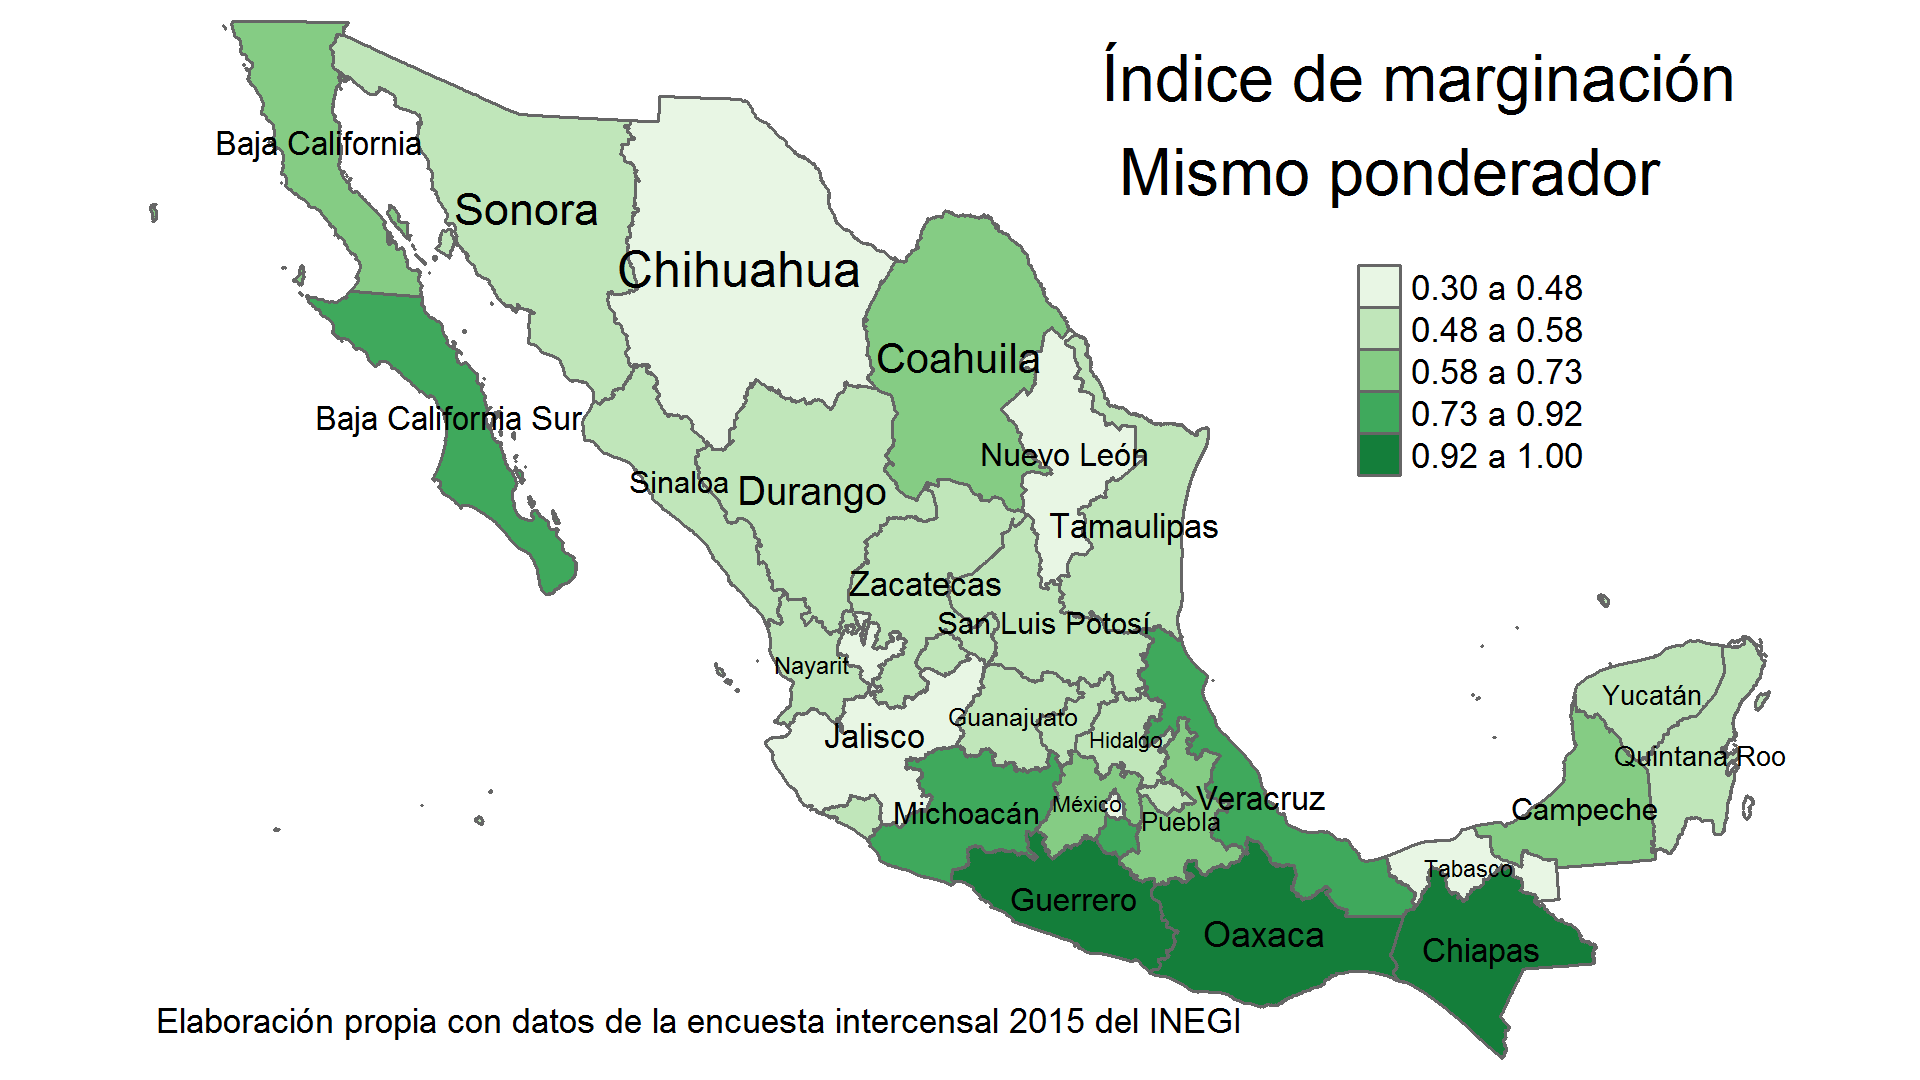 Índice de marginación
Mismo ponderador
Baja California
Sonora
Chihuahua
0.30 a 0.48
0.48 a 0.58
0.58 a 0.73
0.73 a 0.92
0.92 a 1.00
Coahuila
Baja California Sur
Nuevo León
Sinaloa
Durango
Tamaulipas
Zacatecas
San Luis Potosí
Nayarit
Yucatán
Guanajuato
Jalisco
Hidalgo
Quintana Roo
Michoacán
México
Veracruz
Puebla
Campeche
Tabasco
Guerrero
Oaxaca
Chiapas
Elaboración propia con datos de la encuesta intercensal 2015 del INEGI